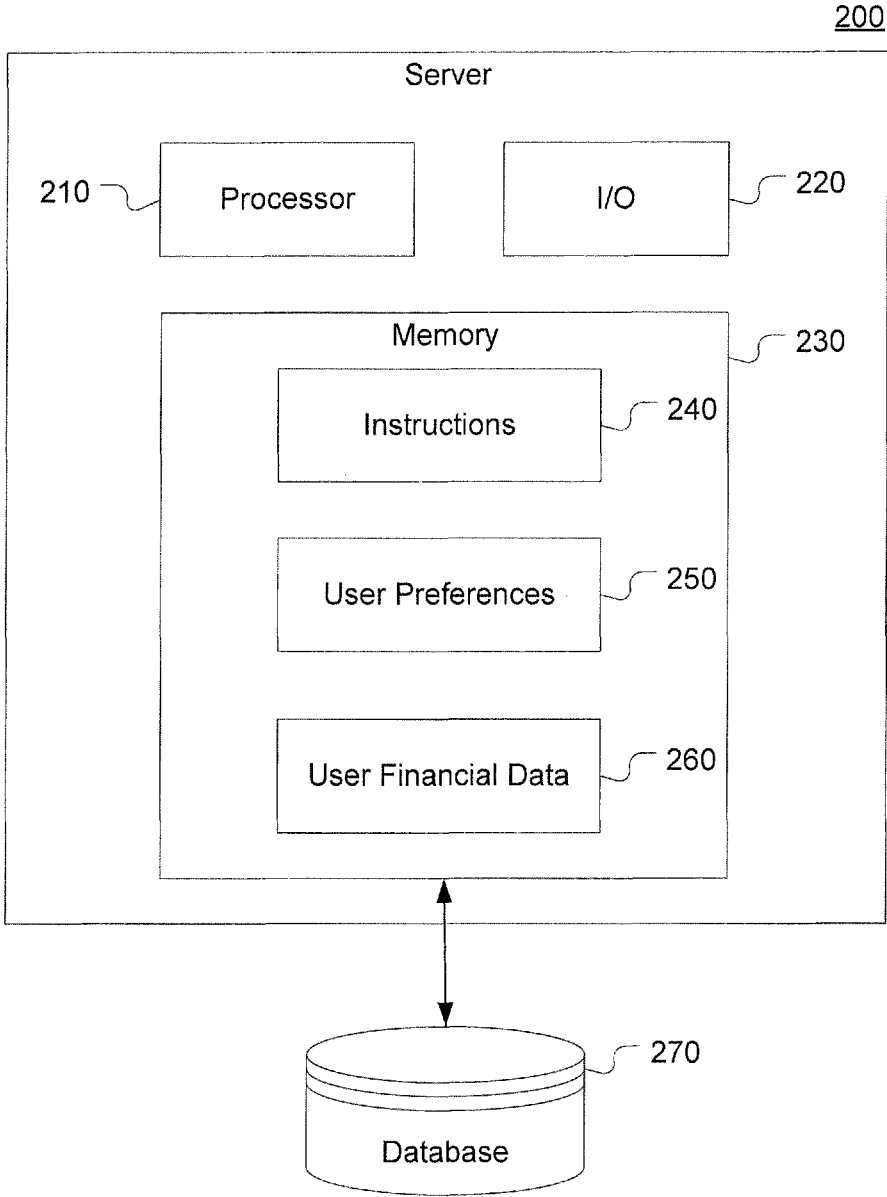 200
Server
210
Processor
I/O
220
Memory
230
Instructions
240
User Preferences
250
User Financial Data
260
270
Database